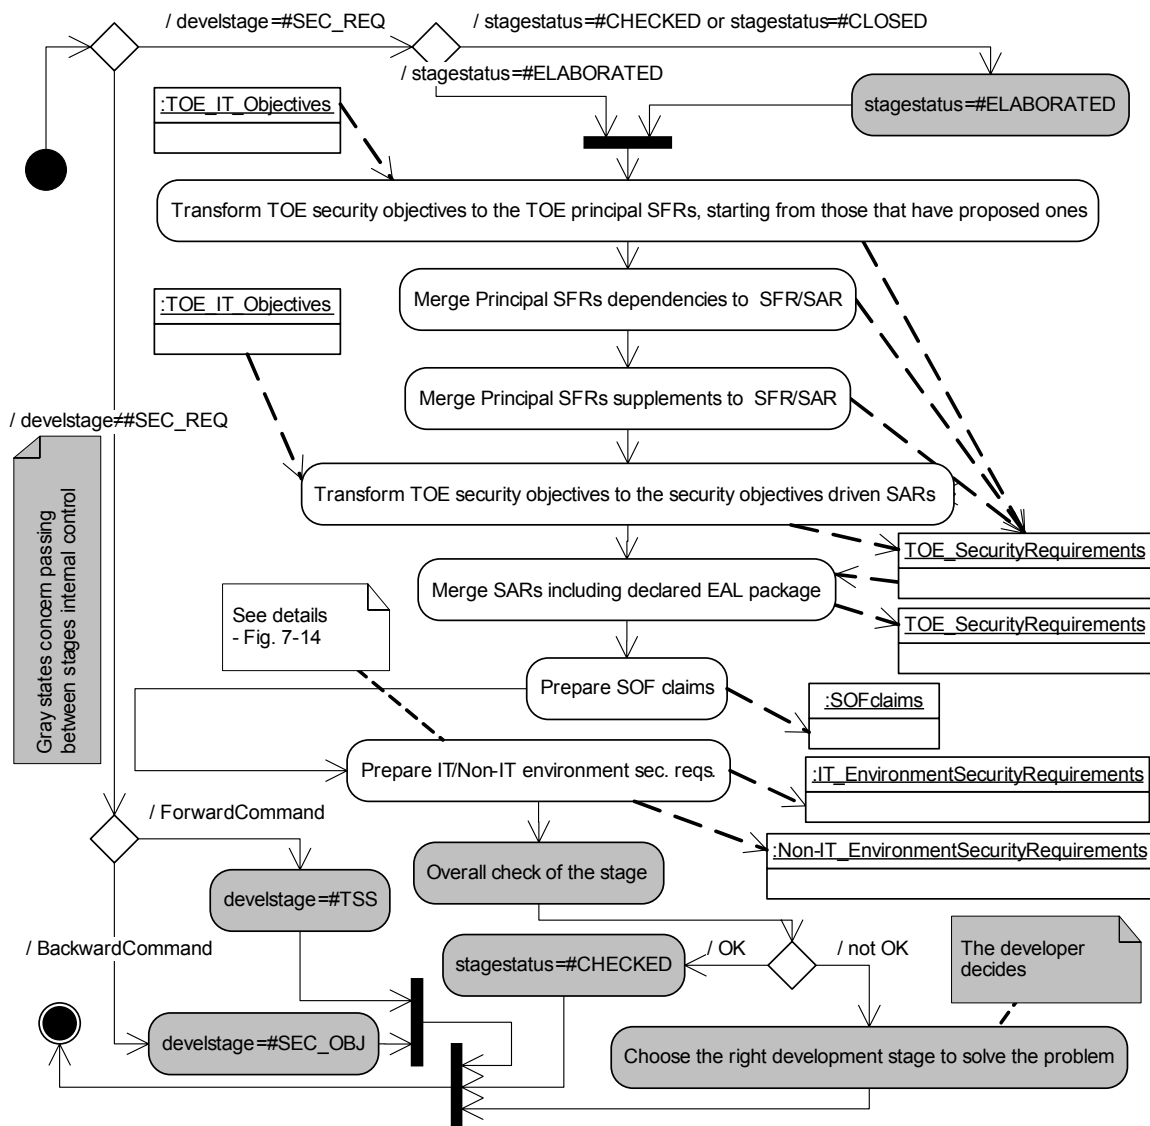 / develstage=#SEC_REQ
/ stagestatus=#CHECKED or stagestatus=#CLOSED
/ stagestatus=#ELABORATED
:TOE_IT_Objectives
stagestatus=#ELABORATED
Transform TOE security objectives to the TOE principal SFRs, starting from those that have proposed ones
:TOE_IT_Objectives
Merge Principal SFRs dependencies to SFR/SAR
Merge Principal SFRs supplements to SFR/SAR
/ develstage≠#SEC_REQ
Gray states concern passing
between stages internal control
Transform TOE security objectives to the security objectives driven SARs
TOE_SecurityRequirements
Merge SARs including declared EAL package
TOE_SecurityRequirements
See details
- Fig. 7-14
Prepare SOF claims
:SOFclaims
Prepare IT/Non-IT environment sec. reqs.
:IT_EnvironmentSecurityRequirements
/ ForwardCommand
:Non-IT_EnvironmentSecurityRequirements
Overall check of the stage
develstage=#TSS
/ BackwardCommand
stagestatus=#CHECKED
/ OK
/ not OK
The developer
decides
develstage=#SEC_OBJ
Choose the right development stage to solve the problem